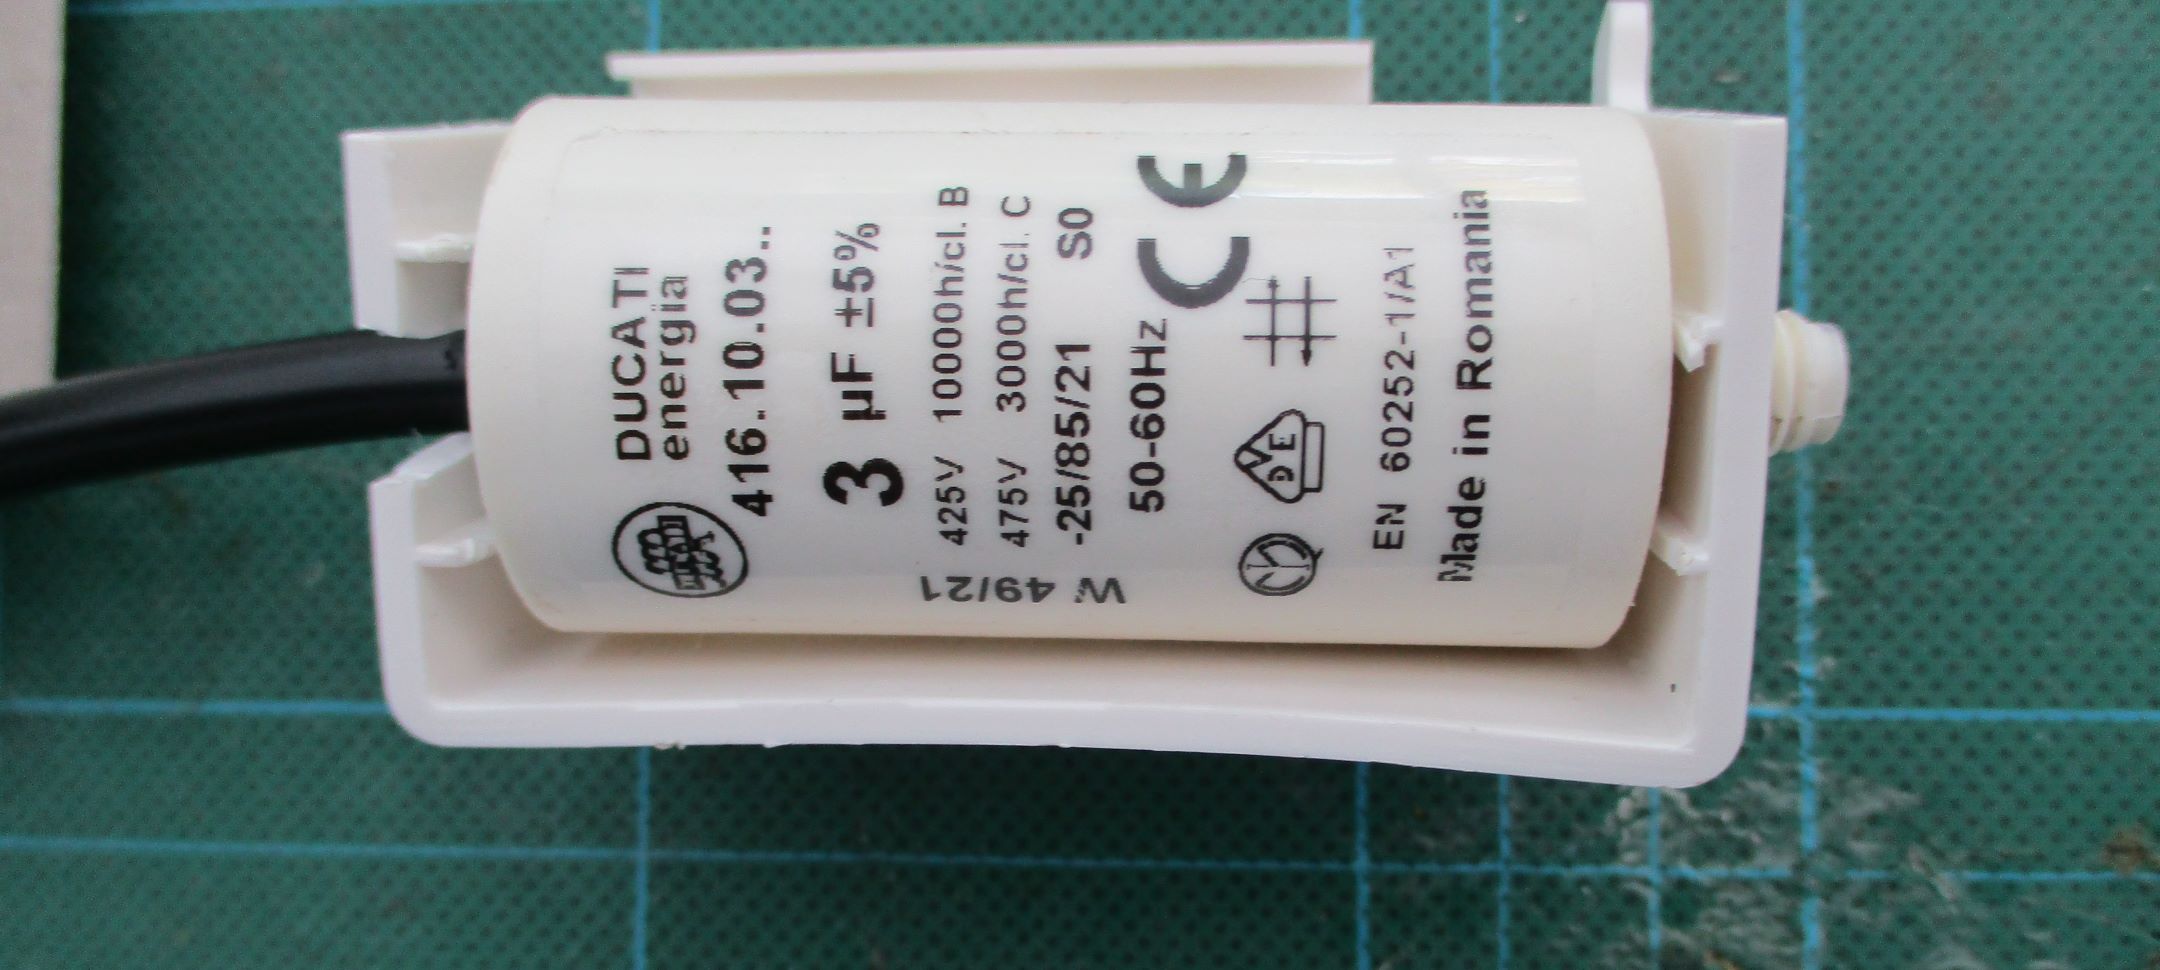 DUCATI
energia
416.10.03..
3 µF ±5%
425V 10000h/cl. B
475V 3000h/cl. C
-25/85/21 S0
50-60Hz
CE
VDE
EN 60252-1/A1
Made in Romania
W. 49/21